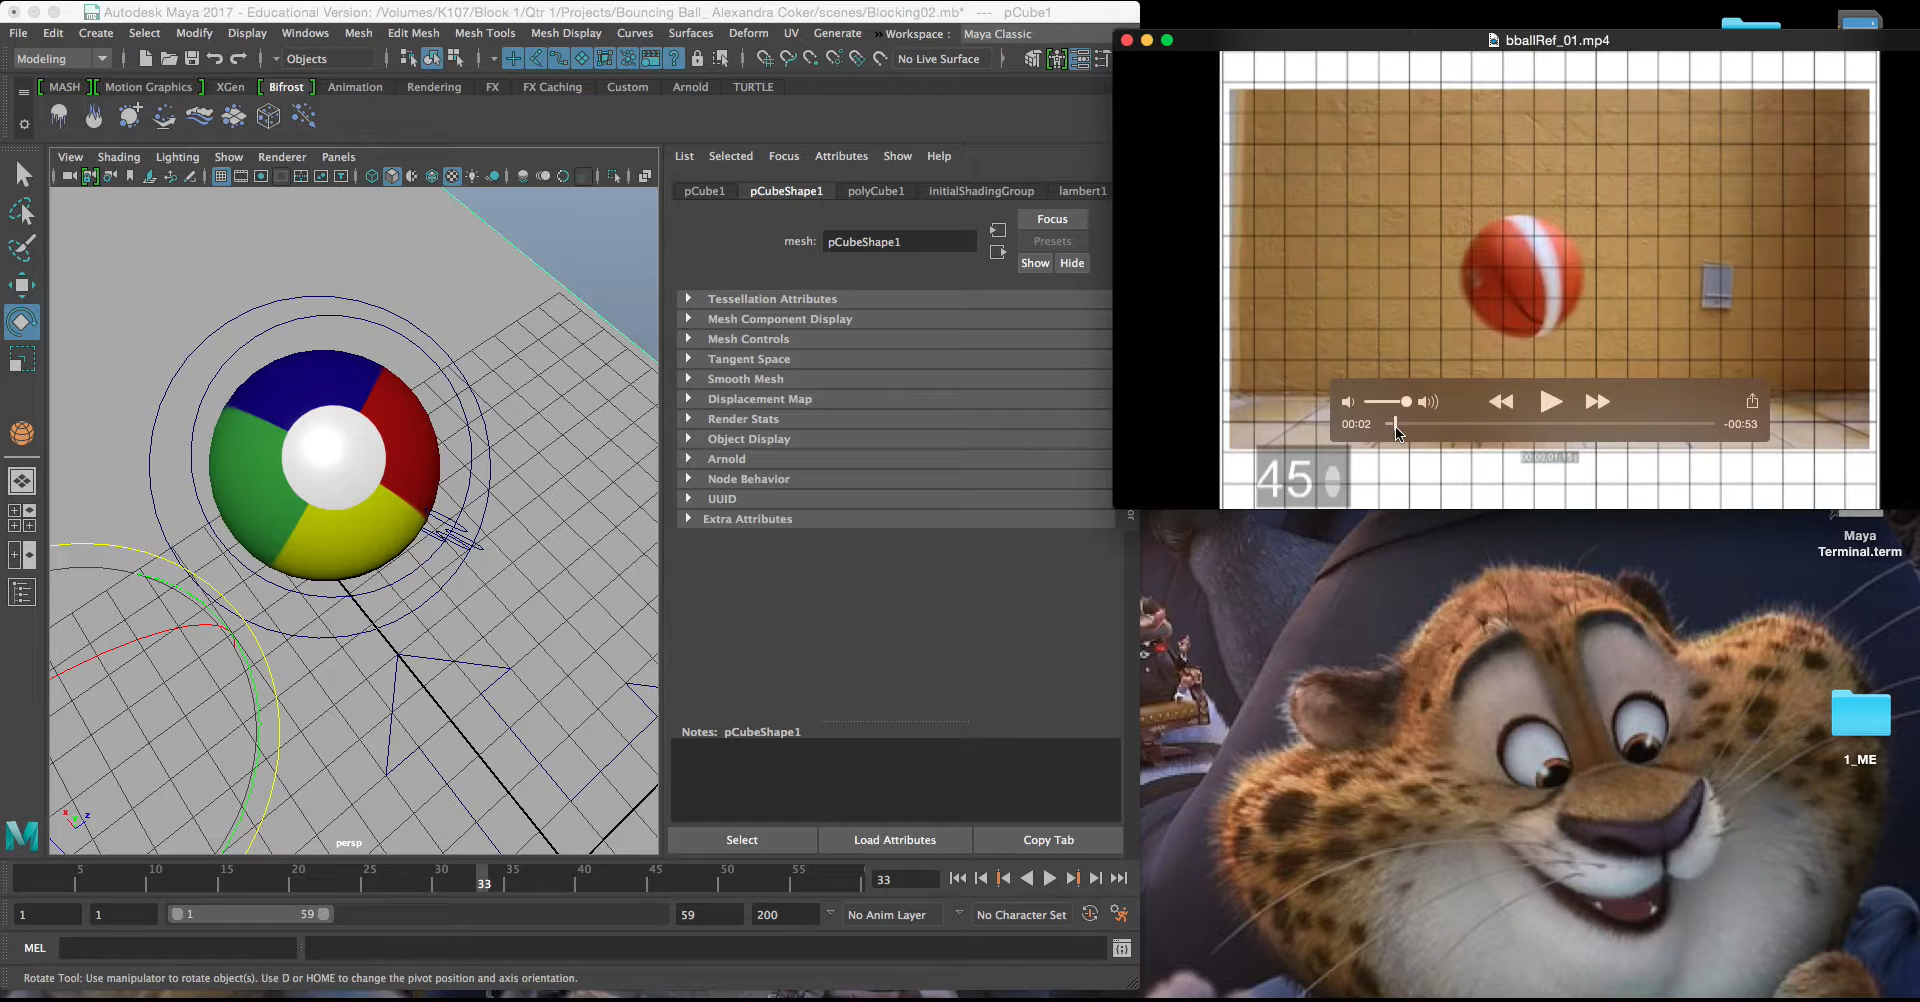 Autodesk Maya 2017 - Educational Version: /Volumes/K107/Block 1/Qtr 1/Projects/Bouncing Ball_ Alexandra Coker/scenes/Blocking02.mb* --- pCube1
File Edit Create Select Modify Display Windows Mesh Edit Mesh Mesh Tools Mesh Display Curves Surfaces Deform UV Generate » Workspace : Maya Classic
bballRef_01.mp4
Modeling Objects No Live Surface
MASH Motion Graphics XGen Bifrost Animation Rendering FX FX Caching Custom Arnold TURTLE
View Shading Lighting Show Renderer Panels
List Selected Focus Attributes Show Help
pCube1 pCubeShape1 polyCube1 initialShadingGroup lambert1
Focus
mesh: pCubeShape1
Presets
Show Hide
Tessellation Attributes
Mesh Component Display
Mesh Controls
Tangent Space
Smooth Mesh
Displacement Map
Render Stats
Object Display
Arnold
Node Behavior
UUID
Extra Attributes
00:02 -00:53
45
Maya
Terminal.term
1_ME
Notes: pCubeShape1
x z
persp
Select Load Attributes Copy Tab
5 10 15 20 25 30 33 35 40 45 50 55
33
1 1 1 59 59 200 No Anim Layer No Character Set
MEL
Rotate Tool: Use manipulator to rotate object(s). Use D or HOME to change the pivot position and axis orientation.